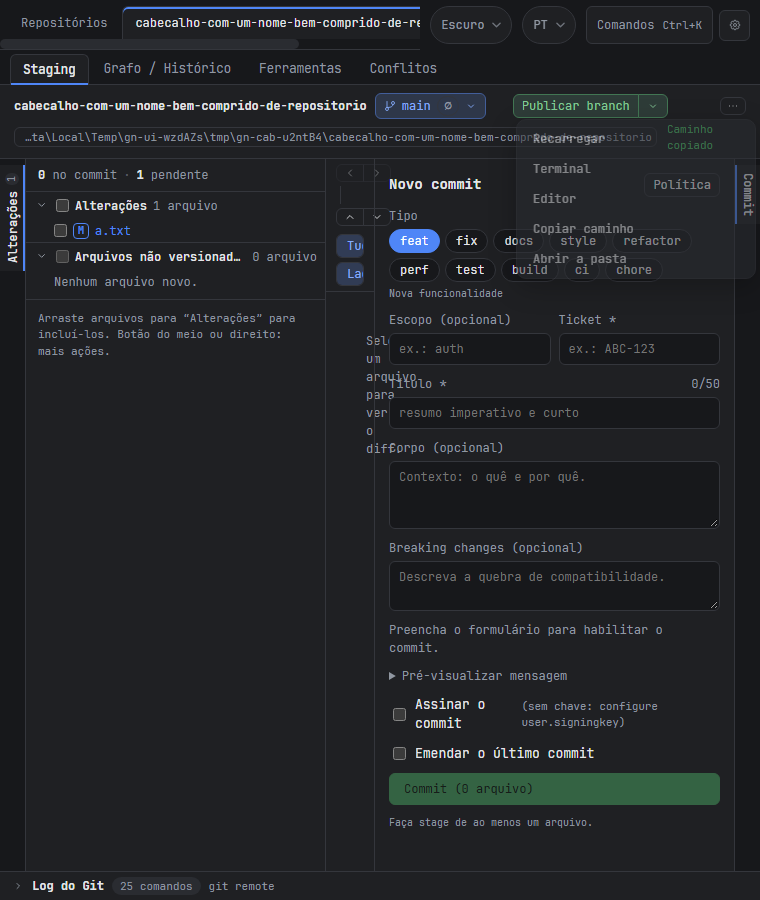 Repositórios
cabecalho-com-um-nome-bem-comprido-de-re
Escuro
PT
Comandos Ctrl+K
Staging
Grafo / Histórico
Ferramentas
Conflitos
cabecalho-com-um-nome-bem-comprido-de-repositorio
main
Publicar branch
…ta\Local\Temp\gn-ui-wzdAZs\tmp\gn-cab-u2ntB4\cabecalho-com-um-nome-bem-comprido-de-repositorio
Caminho
copiado
Recarregar
Terminal
Editor
Copiar caminho
Abrir a pasta
Alterações 1
0 no commit · 1 pendente
Alterações 1 arquivo
M a.txt
Arquivos não versionad… 0 arquivo
Nenhum arquivo novo.
Arraste arquivos para "Alterações" para
incluí-los. Botão do meio ou direito:
mais ações.
um
arquivo
para
ver
o
Novo commit
Política
Commit
Tipo
feat
fix
docs
style
refactor
perf
test
build
ci
chore
Nova funcionalidade
Escopo (opcional)
Ticket *
ex.: auth
ex.: ABC-123
Título *
0/50
resumo imperativo e curto
Corpo (opcional)
Contexto: o quê e por quê.
Breaking changes (opcional)
Descreva a quebra de compatibilidade.
Preencha o formulário para habilitar o
commit.
Pré-visualizar mensagem
Assinar o
commit
(sem chave: configure
user.signingkey)
Emendar o último commit
Commit (0 arquivo)
Faça stage de ao menos um arquivo.
Log do Git
25 comandos
git remote